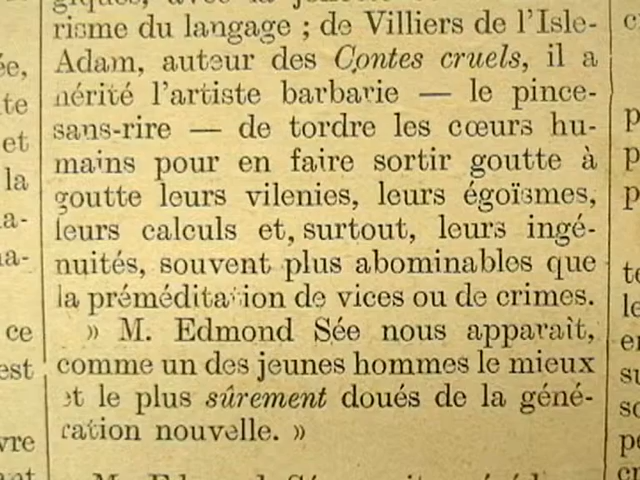 risme du langage ; de Villiers de l'Isle-
Adam, auteur des Contes cruels, il a
hérité l'artiste barbarie — le pince-
sans-rire — de tordre les cœurs hu-
mains pour en faire sortir goutte à
goutte leurs vilenies, leurs égoïsmes,
leurs calculs et, surtout, leurs ingé-
nuités, souvent plus abominables que
la préméditation de vices ou de crimes.
» M. Edmond Sée nous apparaît,
comme un des jeunes hommes le mieux
et le plus sûrement doués de la géné-
ration nouvelle. »